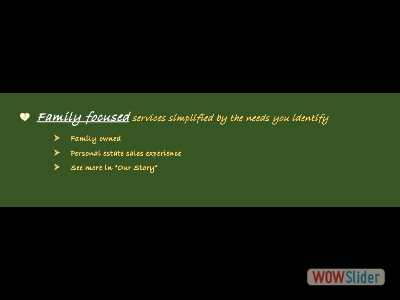 Family focused services simplified by the needs you identify
Family owned
Personal estate sales experience
See more in "Our Story"
WOWSlider